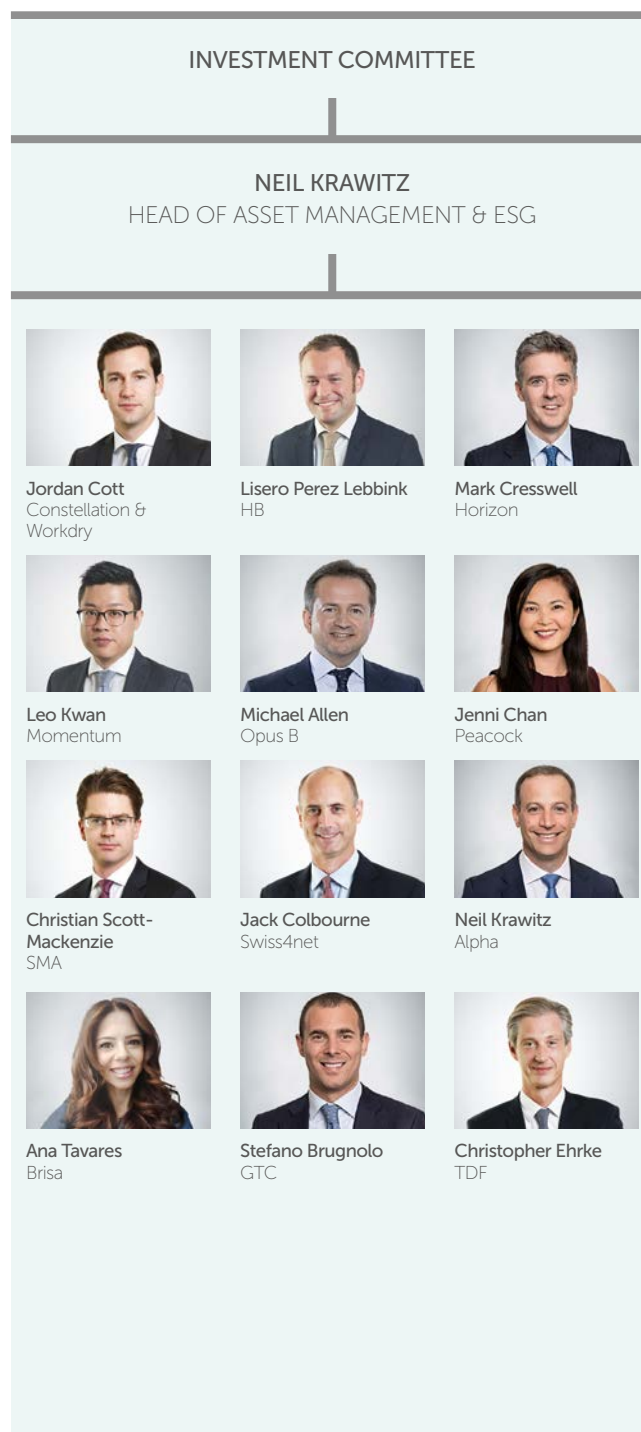 INVESTMENT COMMITTEE
NEIL KRAWITZ
HEAD OF ASSET MANAGEMENT & ESG
Jordan Cott
Constellation &
Workdry
Lisero Perez Lebbink
HB
Mark Cresswell
Horizon
Leo Kwan
Momentum
Michael Allen
Opus B
Jenni Chan
Peacock
Christian Scott-
Mackenzie
SMA
Jack Colbourne
Swiss4net
Neil Krawitz
Alpha
Ana Tavares
Brisa
Stefano Brugnolo
GTC
Christopher Ehrke
TDF